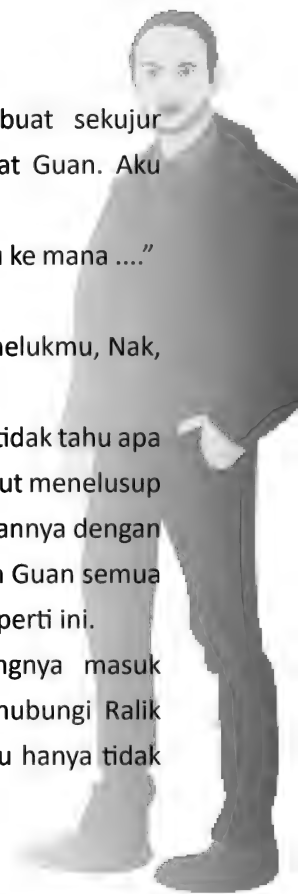 buat sekujur
at Guan. Aku
ke mana ....”
melukmu, Nak,
tidak tahu apa
ut menelusup
annya dengan
Guan semua
perti ini.
ngnya masuk
hubungi Ralik
u hanya tidak